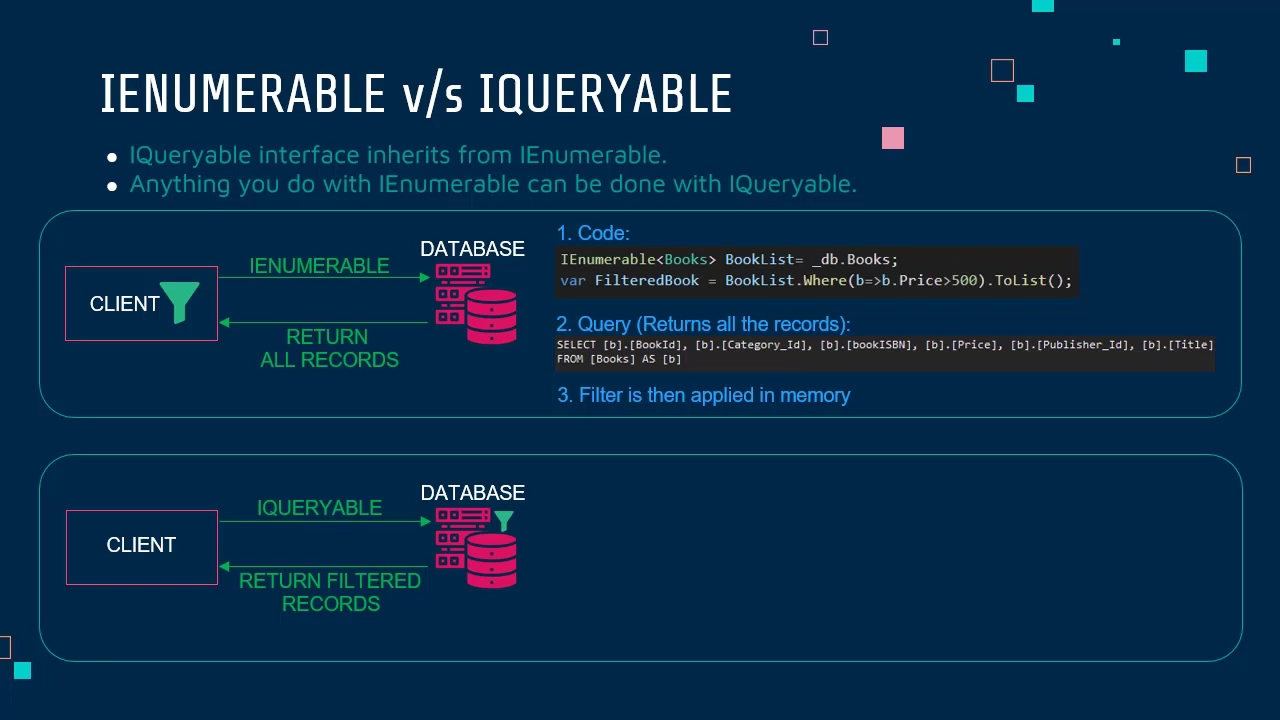 IENUMERABLE v/s IQUERYABLE
● IQueryable interface inherits from IEnumerable.
● Anything you do with IEnumerable can be done with IQueryable.
CLIENT
IENUMERABLE
RETURN
ALL RECORDS
DATABASE
1. Code:
IEnumerable<Books> BookList= _db.Books;
var FilteredBook = BookList.Where(b=>b.Price>500).ToList();
2. Query (Returns all the records):
SELECT [b].[BookId], [b].[Category_Id], [b].[bookISBN], [b].[Price], [b].[Publisher_Id], [b].[Title]
FROM [Books] AS [b]
3. Filter is then applied in memory
CLIENT
IQUERYABLE
RETURN FILTERED
RECORDS
DATABASE